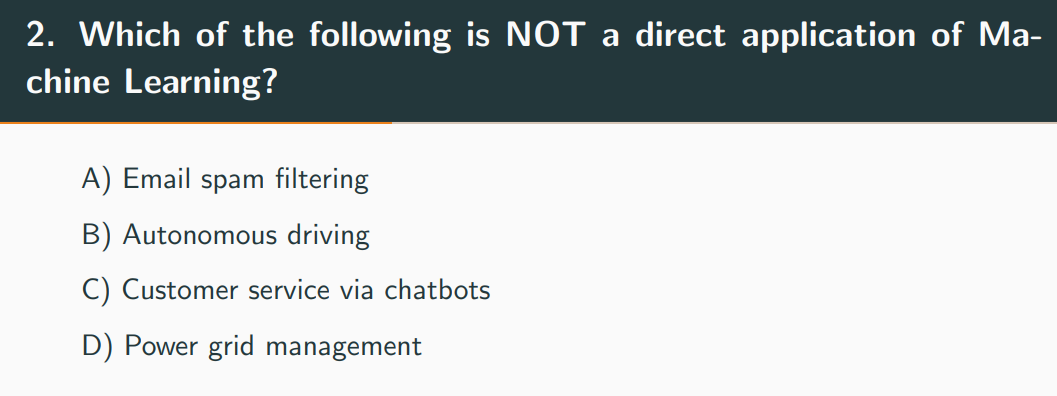 2. Which of the following is NOT a direct application of Ma-
chine Learning?
A) Email spam filtering
B) Autonomous driving
C) Customer service via chatbots
D) Power grid management